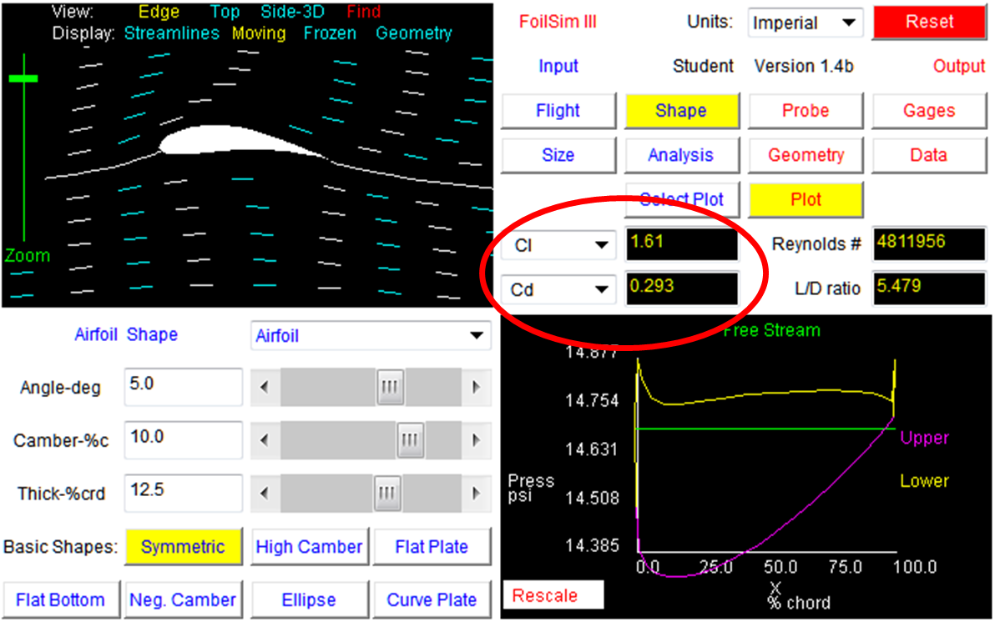 View: Edge Top Side-3D Find
Display: Streamlines Moving Frozen Geometry
Zoom
FoilSim III Units: Imperial Reset
Input Student Version 1.4b Output
Flight Shape Probe Gages
Size Analysis Geometry Data
Select Plot Plot
Cl 1.61 Reynolds # 4811956
Cd 0.293 L/D ratio 5.479
Airfoil Shape Airfoil
Angle-deg 5.0
Camber-%c 10.0
Thick-%crd 12.5
Basic Shapes: Symmetric High Camber Flat Plate
Flat Bottom Neg. Camber Ellipse Curve Plate
Free Stream
14.877
14.754
14.631
14.508
14.385
Press
psi
Upper
Lower
0.0 25.0 50.0 75.0 100.0
X
% chord
Rescale